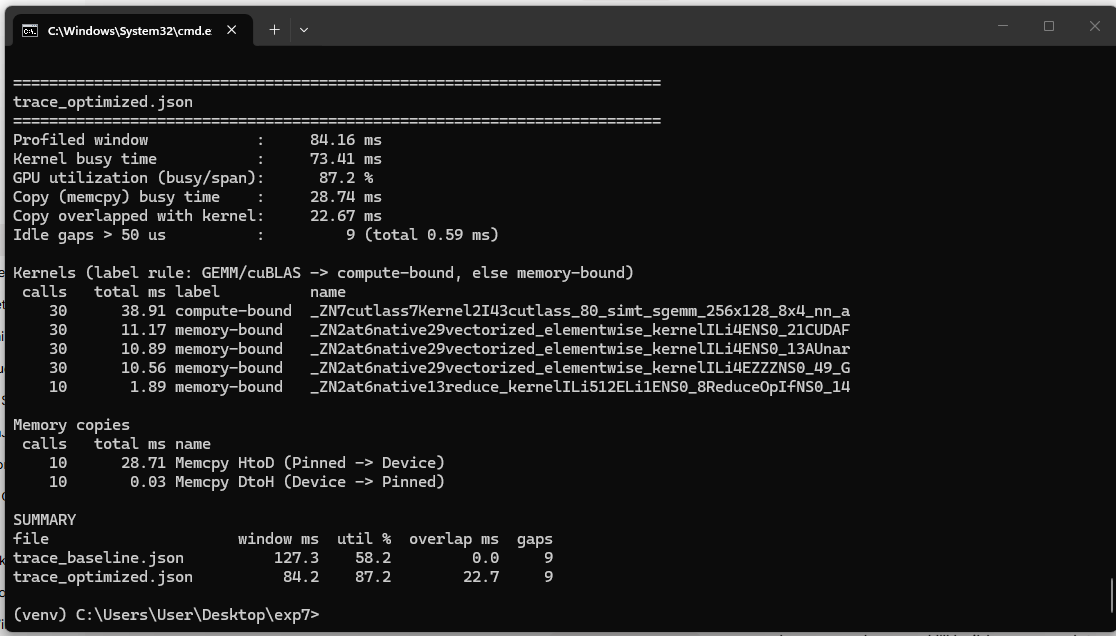 C:\Windows\System32\cmd.e
======================================================================== 
trace_optimized.json
========================================================================
Profiled window            :     84.16 ms
Kernel busy time           :     73.41 ms
GPU utilization (busy/span):      87.2 %
Copy (memcpy) busy time    :     28.74 ms
Copy overlapped with kernel:     22.67 ms
Idle gaps > 50 us          :         9 (total 0.59 ms)
Kernels (label rule: GEMM/cuBLAS -> compute-bound, else memory-bound)
 calls   total ms label          name
    30      38.91 compute-bound  _ZN7cutlass7Kernel2I43cutlass_80_simt_sgemm_256x128_8x4_nn_a
    30      11.17 memory-bound   _ZN2at6native29vectorized_elementwise_kernelILi4ENS0_21CUDAF
    30      10.89 memory-bound   _ZN2at6native29vectorized_elementwise_kernelILi4ENS0_13AUnar
    30      10.56 memory-bound   _ZN2at6native29vectorized_elementwise_kernelILi4EZZZNS0_49_G
    10       1.89 memory-bound   _ZN2at6native13reduce_kernelILi512ELi1ENS0_8ReduceOpIfNS0_14
Memory copies
 calls   total ms name
    10      28.71 Memcpy HtoD (Pinned -> Device)
    10       0.03 Memcpy DtoH (Device -> Pinned)
SUMMARY
file                     window ms  util %  overlap ms  gaps
trace_baseline.json          127.3    58.2         0.0     9
trace_optimized.json          84.2    87.2        22.7     9
(venv) C:\Users\User\Desktop\exp7>